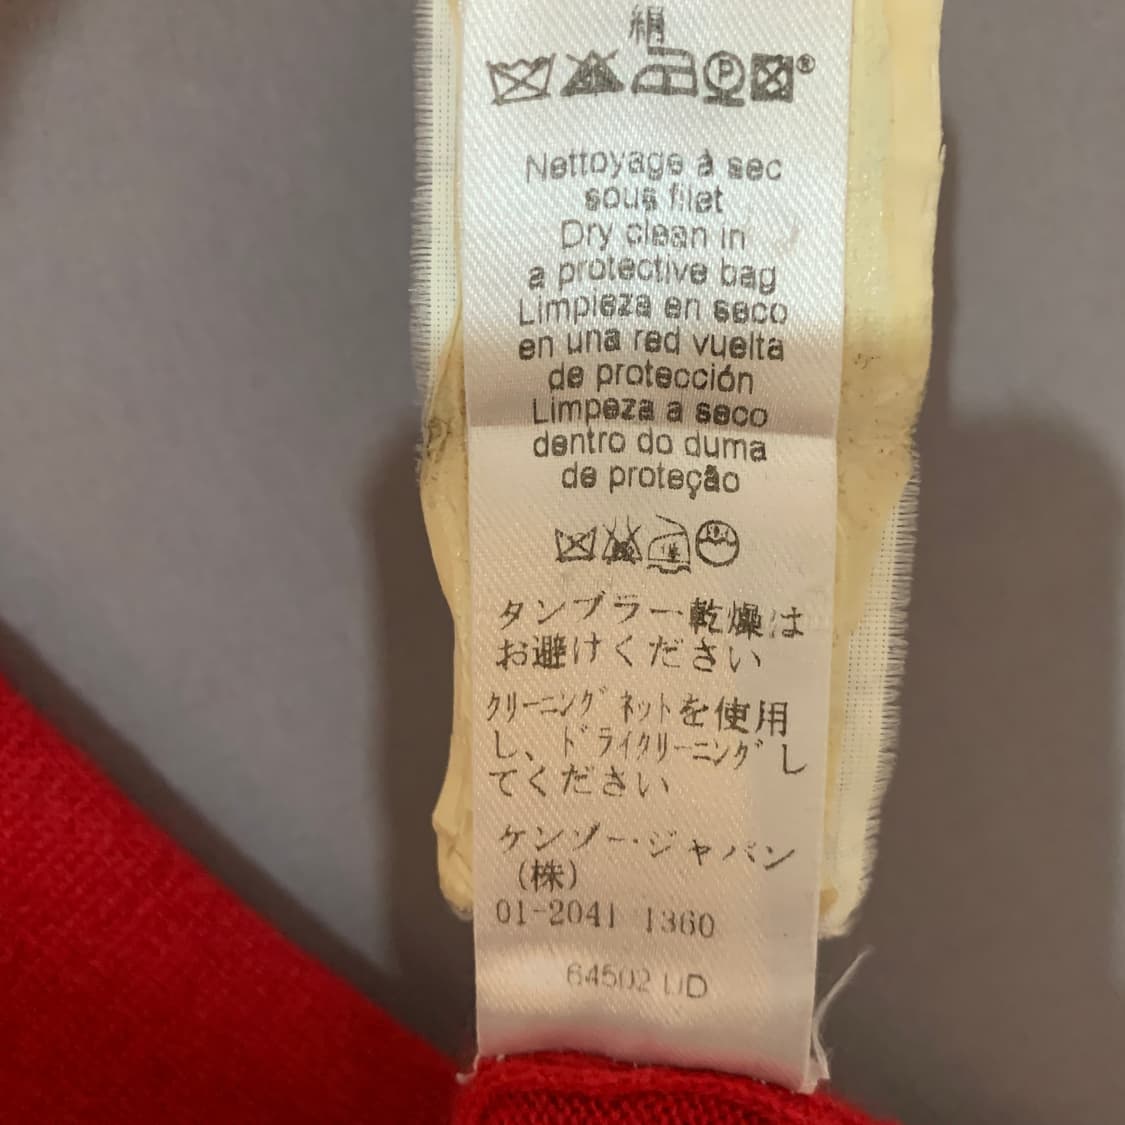 絹
Nettoyage à sec
sous filet
Dry clean in
a protective bag
Limpieza en seco
en una red vuelta
de protección
Limpeza a seco
dentro do duma
de proteção
タンブラー乾燥は
お避けください
クリーニングネットを使用
し、ドライクリーニングし
てください
ケンゾー・ジャパン
(株)
01-2041 1360
64502 UD